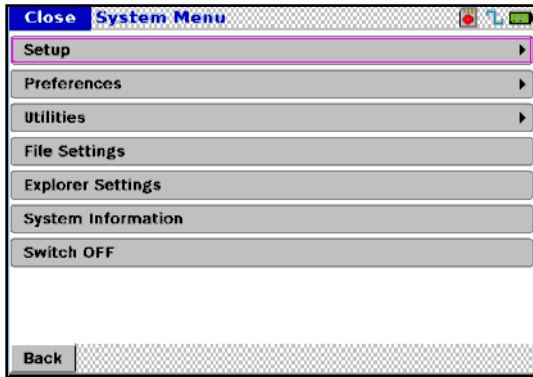 Close System Menu
Setup
Preferences
Utilities
File Settings
Explorer Settings
System Information
Switch OFF
Back